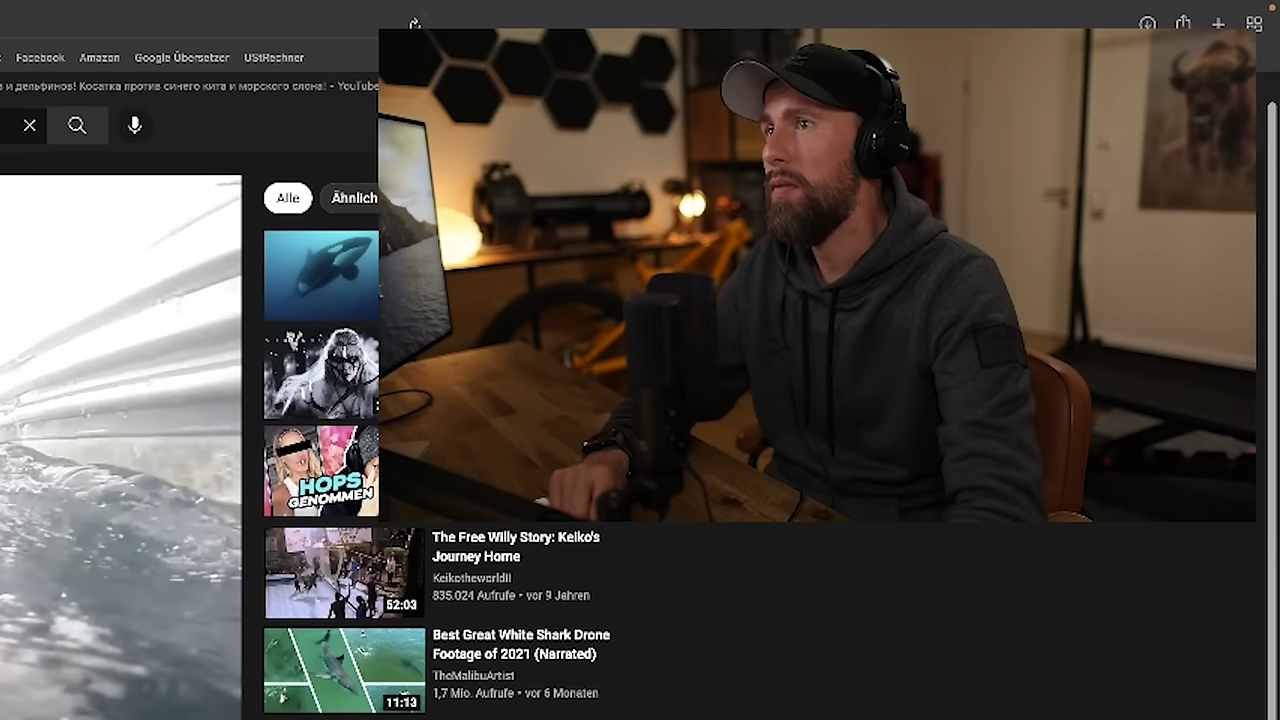 Facebook Amazon Google Übersetzer UStRechner
и дельфинов! Косатка против синего кита и морского слона! - YouTube
Alle Ähnlich
HOPS
GENOMMEN
The Free Willy Story: Keiko's
Journey Home
KeikotheworldII
835.024 Aufrufe • vor 9 Jahren
52:03
Best Great White Shark Drone
Footage of 2021 (Narrated)
TheMalibuArtist
1,7 Mio. Aufrufe • vor 6 Monaten
11:13